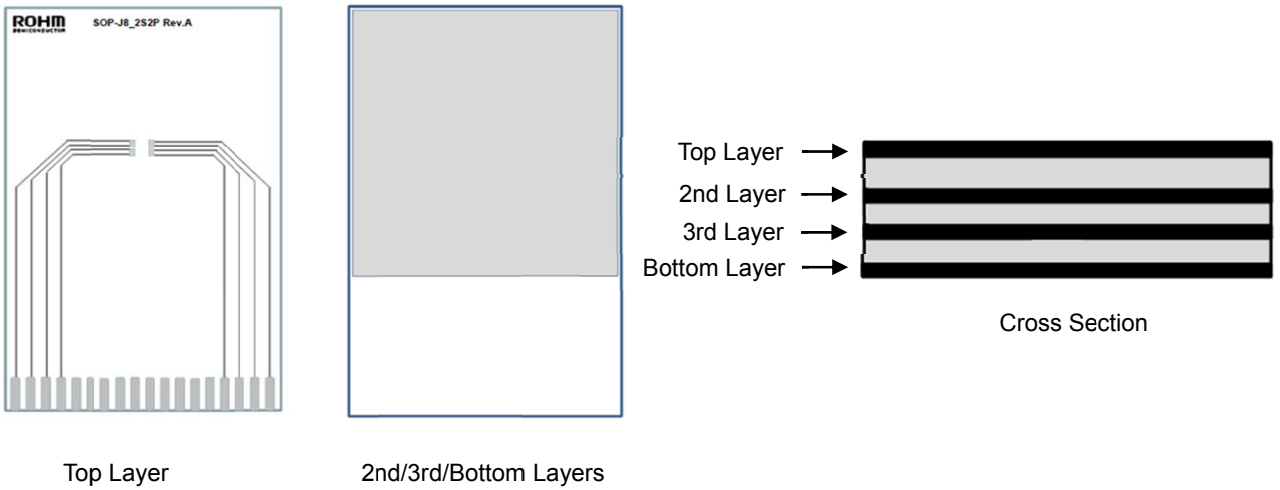 ROHM
SEMICONDUCTOR
SOP-J8_2S2P Rev.A
Top Layer
2nd Layer
3rd Layer
Bottom Layer
Cross Section
Top Layer
2nd/3rd/Bottom Layers